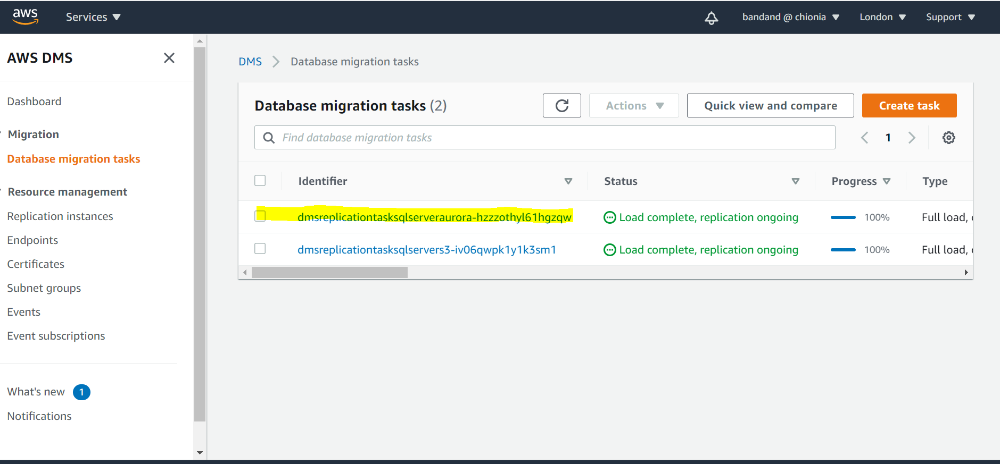 aws Services bandand @ chionia London Support
AWS DMS
Dashboard
Migration
Database migration tasks
Resource management
Replication instances
Endpoints
Certificates
Subnet groups
Events
Event subscriptions
What's new 1
Notifications
DMS Database migration tasks
Database migration tasks (2) Actions Quick view and compare Create task
Find database migration tasks 1
Identifier Status Progress Type
dmsreplicationtasksqlserveraurora-hzzzothyl61hgzqw Load complete, replication ongoing 100% Full load,
dmsreplicationtasksqlservers3-iv06qwpk1y1k3sm1 Load complete, replication ongoing 100% Full load,